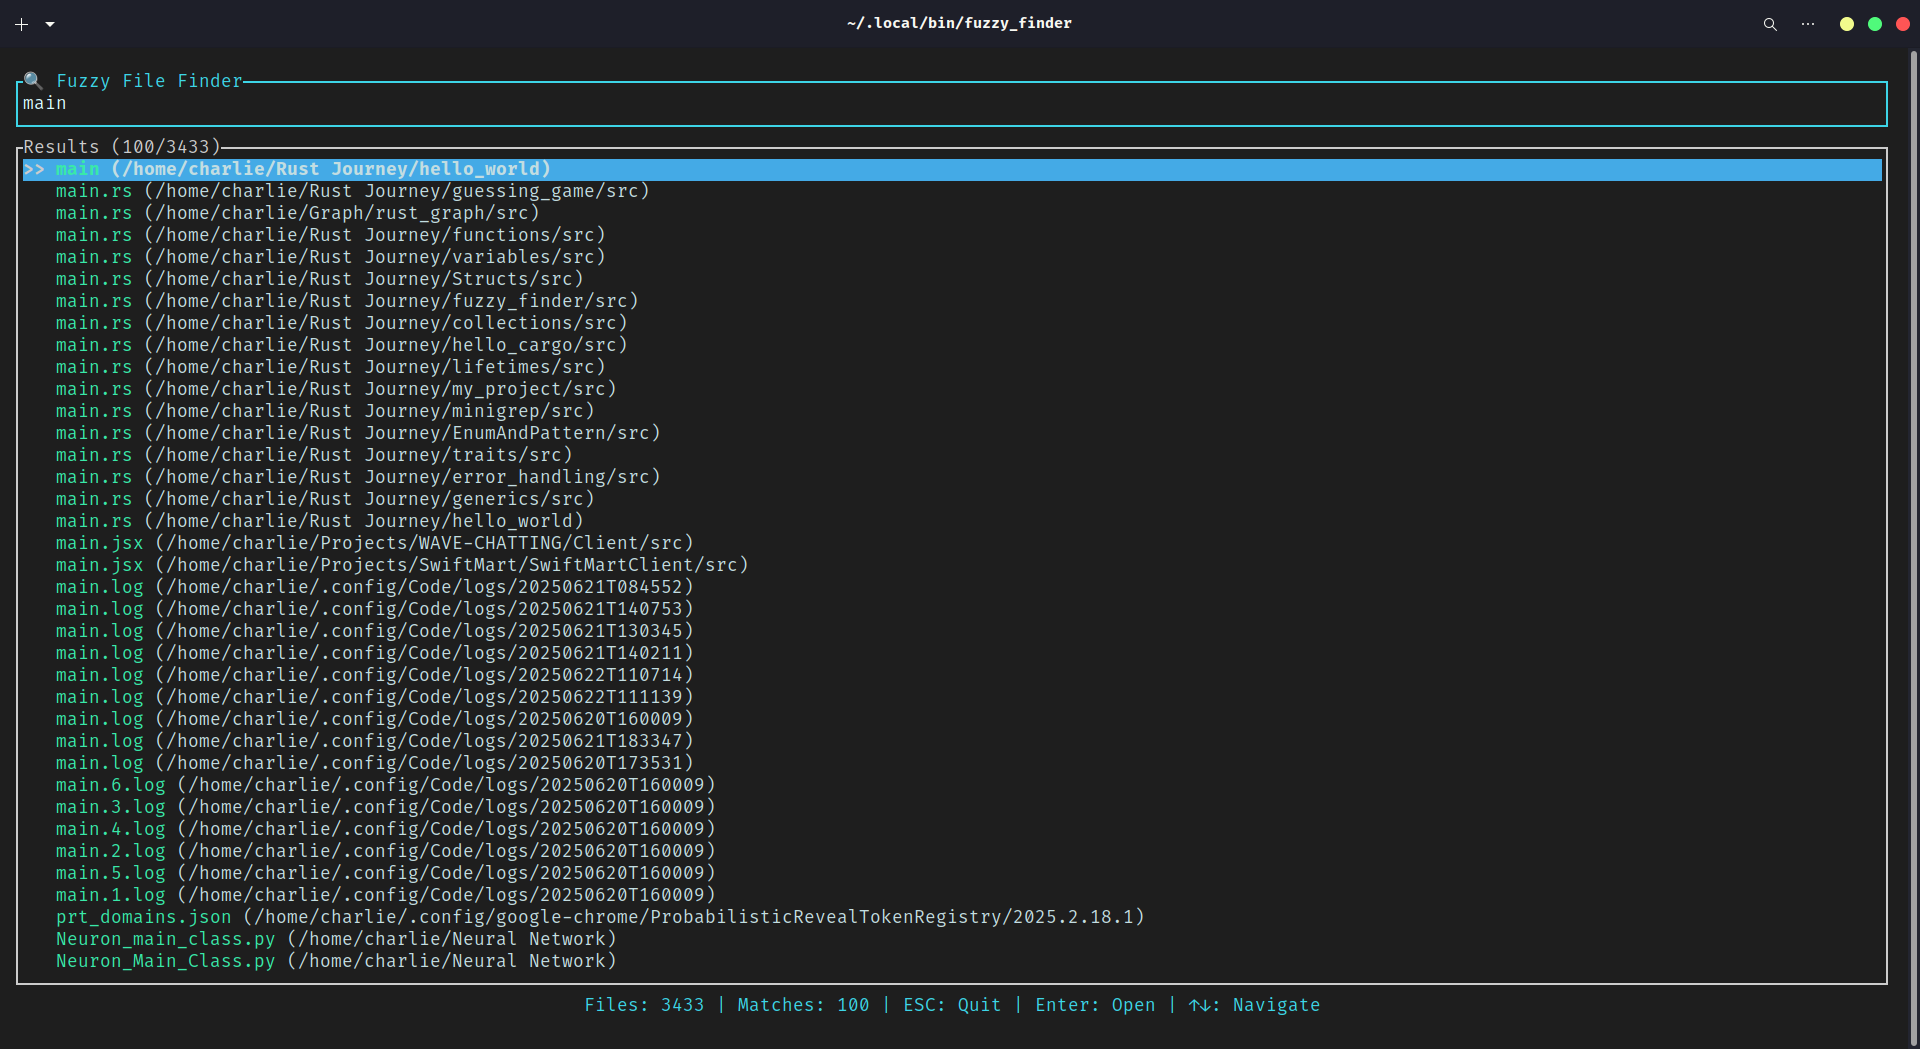 ~/.local/bin/fuzzy_finder
Fuzzy File Finder
main
Results (100/3433)
>> main (/home/charlie/Rust Journey/hello_world)
main.rs (/home/charlie/Rust Journey/guessing_game/src)
main.rs (/home/charlie/Graph/rust_graph/src)
main.rs (/home/charlie/Rust Journey/functions/src)
main.rs (/home/charlie/Rust Journey/variables/src)
main.rs (/home/charlie/Rust Journey/Structs/src)
main.rs (/home/charlie/Rust Journey/fuzzy_finder/src)
main.rs (/home/charlie/Rust Journey/collections/src)
main.rs (/home/charlie/Rust Journey/hello_cargo/src)
main.rs (/home/charlie/Rust Journey/lifetimes/src)
main.rs (/home/charlie/Rust Journey/my_project/src)
main.rs (/home/charlie/Rust Journey/minigrep/src)
main.rs (/home/charlie/Rust Journey/EnumAndPattern/src)
main.rs (/home/charlie/Rust Journey/traits/src)
main.rs (/home/charlie/Rust Journey/error_handling/src)
main.rs (/home/charlie/Rust Journey/generics/src)
main.rs (/home/charlie/Rust Journey/hello_world)
main.jsx (/home/charlie/Projects/WAVE-CHATTING/Client/src)
main.jsx (/home/charlie/Projects/SwiftMart/SwiftMartClient/src)
main.log (/home/charlie/.config/Code/logs/20250621T084552)
main.log (/home/charlie/.config/Code/logs/20250621T140753)
main.log (/home/charlie/.config/Code/logs/20250621T130345)
main.log (/home/charlie/.config/Code/logs/20250621T140211)
main.log (/home/charlie/.config/Code/logs/20250622T110714)
main.log (/home/charlie/.config/Code/logs/20250622T111139)
main.log (/home/charlie/.config/Code/logs/20250620T160009)
main.log (/home/charlie/.config/Code/logs/20250621T183347)
main.log (/home/charlie/.config/Code/logs/20250620T173531)
main.6.log (/home/charlie/.config/Code/logs/20250620T160009)
main.3.log (/home/charlie/.config/Code/logs/20250620T160009)
main.4.log (/home/charlie/.config/Code/logs/20250620T160009)
main.2.log (/home/charlie/.config/Code/logs/20250620T160009)
main.5.log (/home/charlie/.config/Code/logs/20250620T160009)
main.1.log (/home/charlie/.config/Code/logs/20250620T160009)
prt_domains.json (/home/charlie/.config/google-chrome/ProbabilisticRevealTokenRegistry/2025.2.18.1)
Neuron_main_class.py (/home/charlie/Neural Network)
Neuron_Main_Class.py (/home/charlie/Neural Network)
Files: 3433 | Matches: 100 | ESC: Quit | Enter: Open | ↑↓: Navigate